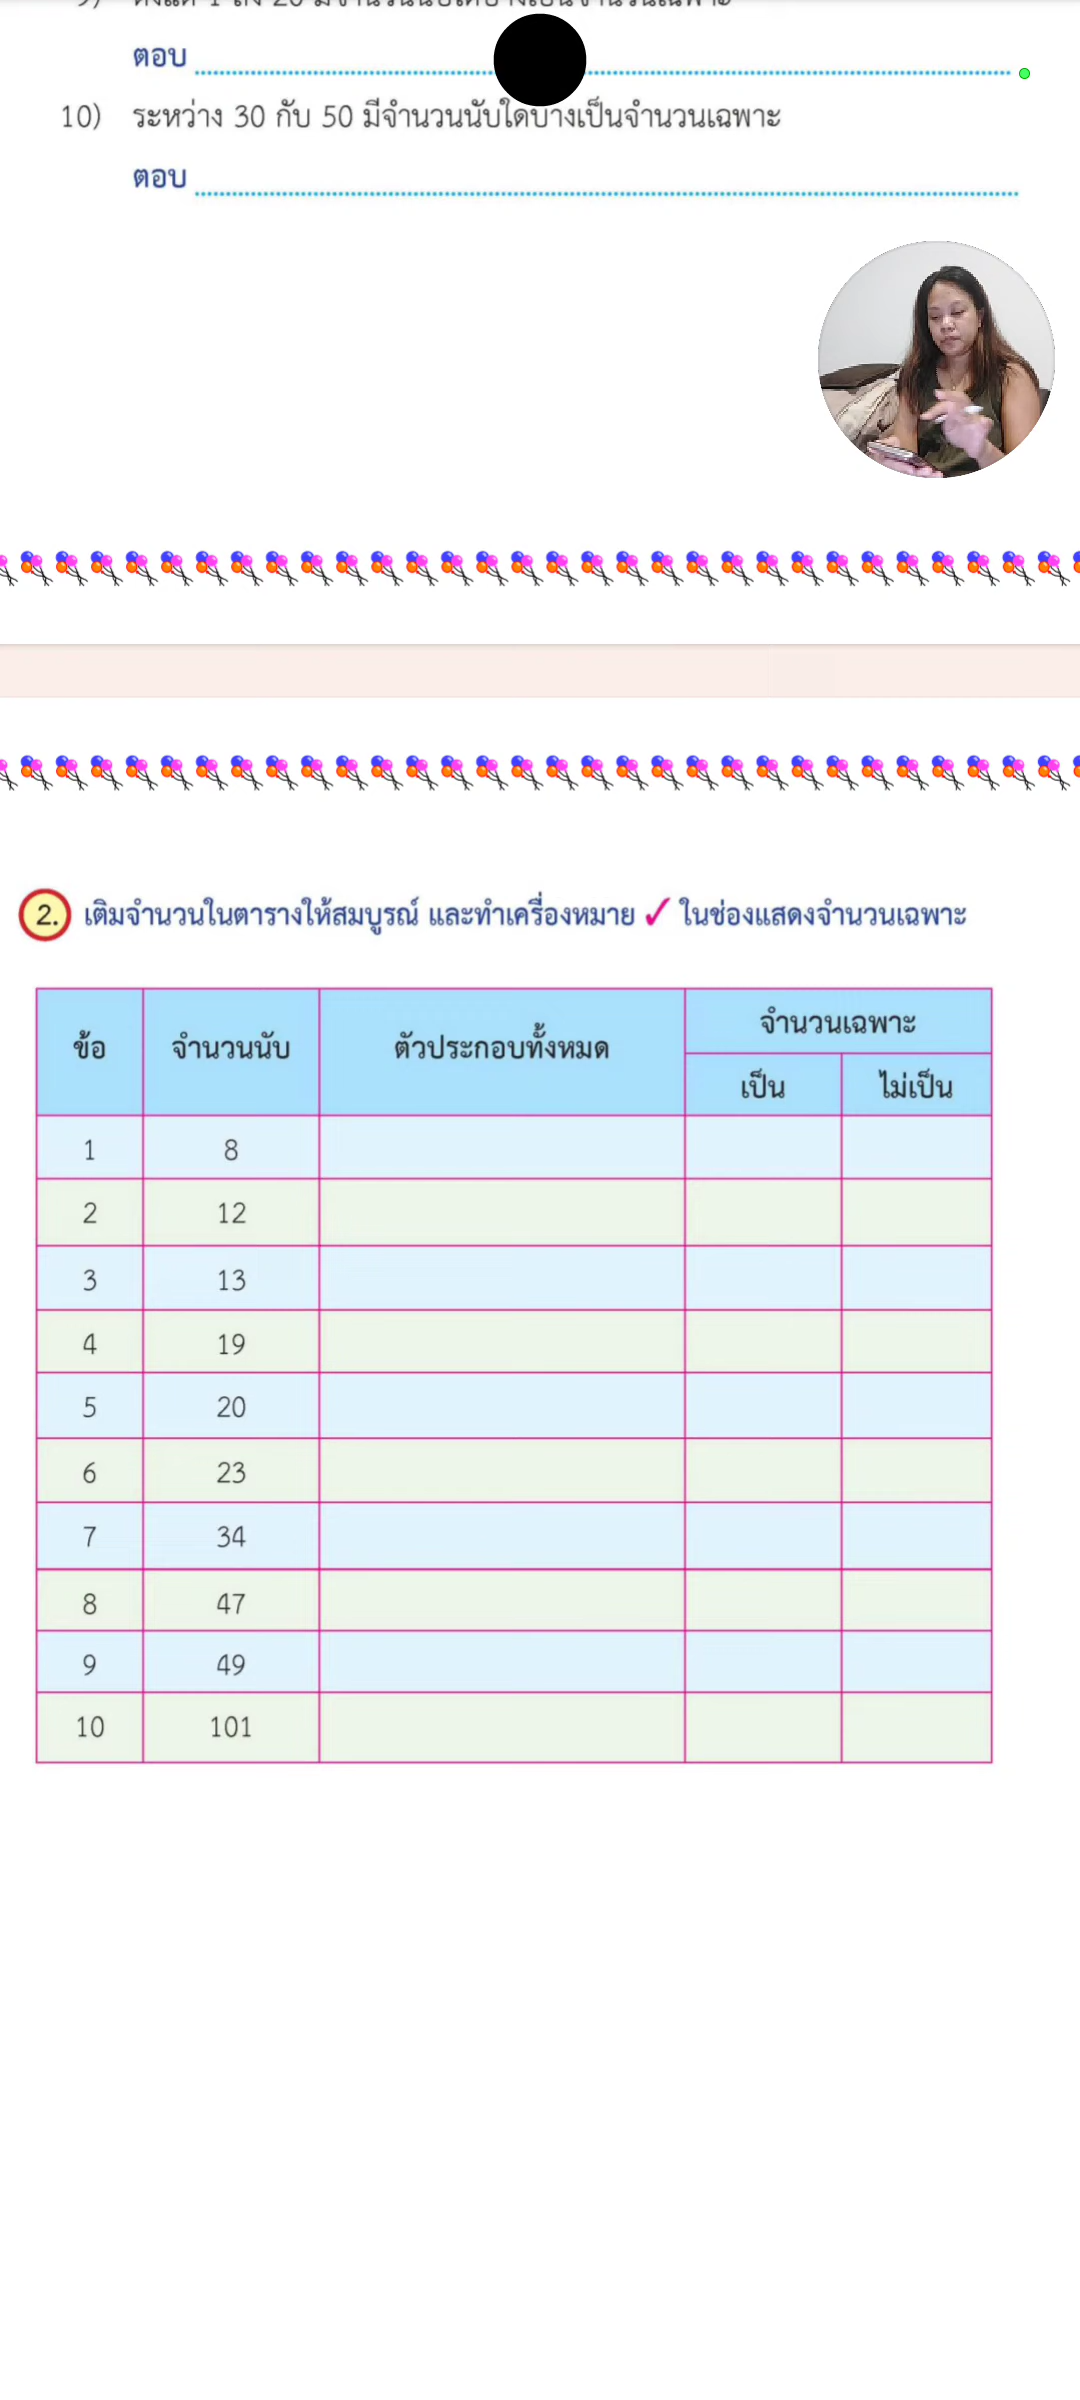 ตอบ
10) ระหว่าง 30 กับ 50 มีจำนวนนับใดบางเป็นจำนวนเฉพาะ
ตอบ
2. เติมจำนวนในตารางให้สมบูรณ์ และทำเครื่องหมาย ✓ ในช่องแสดงจำนวนเฉพาะ
ข้อ จำนวนนับ ตัวประกอบทั้งหมด จำนวนเฉพาะ
เป็น ไม่เป็น
1 8
2 12
3 13
4 19
5 20
6 23
7 34
8 47
9 49
10 101